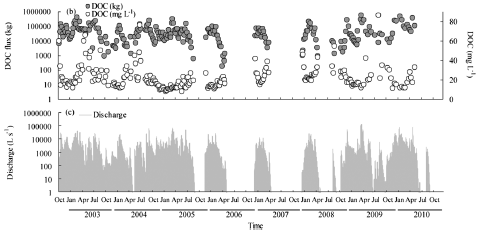 (b) DOC (kg)
DOC (mg L⁻¹)
DOC flux (kg)
1000000
100000
10000
1000
100
10
1
80
60
40
20
0
DOC (mg L⁻¹)
(c) Discharge
Discharge (L s⁻¹)
1000000
10000
100
1
Oct Jan Apr Jul Oct Jan Apr Jul Oct Jan Apr Jul Oct Jan Apr Jul Oct Jan Apr Jul Oct Jan Apr Jul Oct Jan Apr Jul Oct Jan Apr Jul Oct
2003 2004 2005 2006 2007 2008 2009 2010
Time